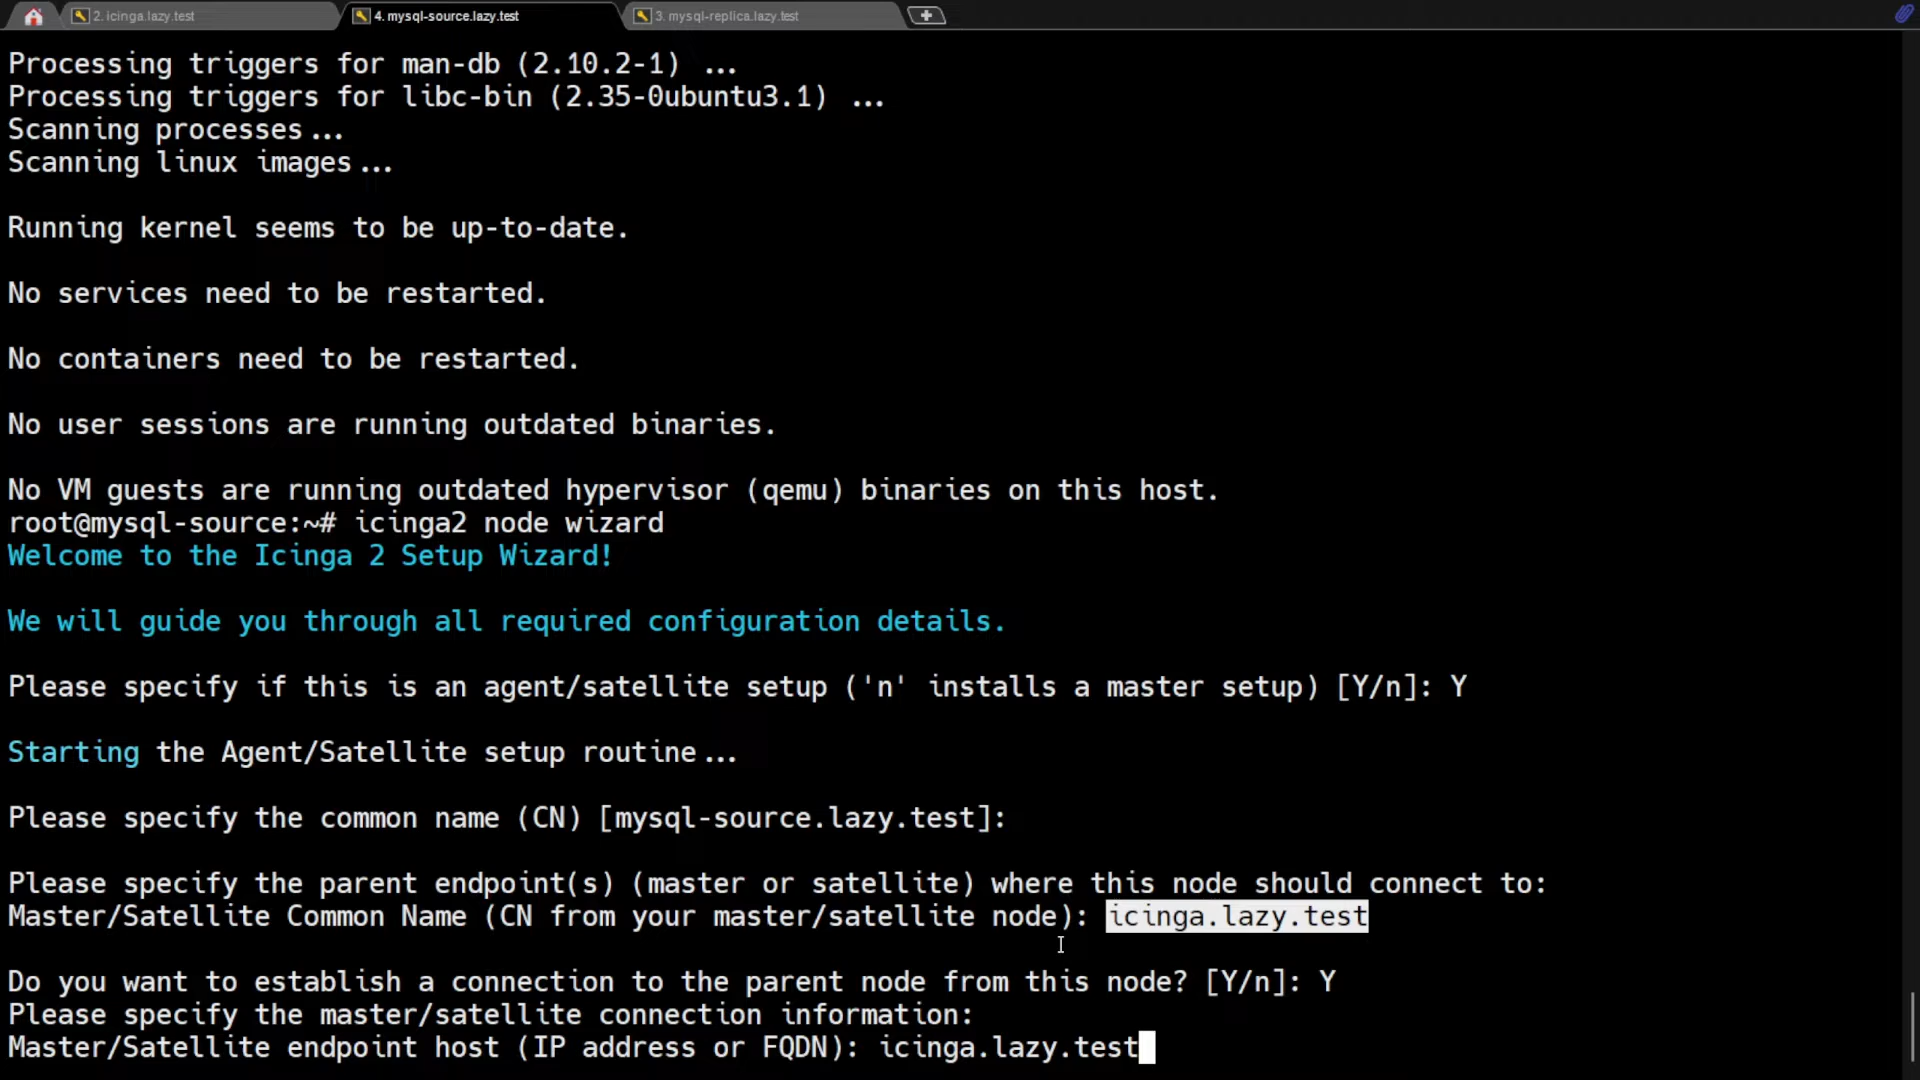 2. icinga.lazy.test
4. mysql-source.lazy.test
3. mysql-replica.lazy.test
Processing triggers for man-db (2.10.2-1) ...
Processing triggers for libc-bin (2.35-0ubuntu3.1) ...
Scanning processes...
Scanning linux images...
Running kernel seems to be up-to-date.
No services need to be restarted.
No containers need to be restarted.
No user sessions are running outdated binaries.
No VM guests are running outdated hypervisor (qemu) binaries on this host.
root@mysql-source:~# icinga2 node wizard
Welcome to the Icinga 2 Setup Wizard!
We will guide you through all required configuration details.
Please specify if this is an agent/satellite setup ('n' installs a master setup) [Y/n]: Y
Starting the Agent/Satellite setup routine...
Please specify the common name (CN) [mysql-source.lazy.test]:
Please specify the parent endpoint(s) (master or satellite) where this node should connect to:
Master/Satellite Common Name (CN from your master/satellite node): icinga.lazy.test
Do you want to establish a connection to the parent node from this node? [Y/n]: Y
Please specify the master/satellite connection information:
Master/Satellite endpoint host (IP address or FQDN): icinga.lazy.test